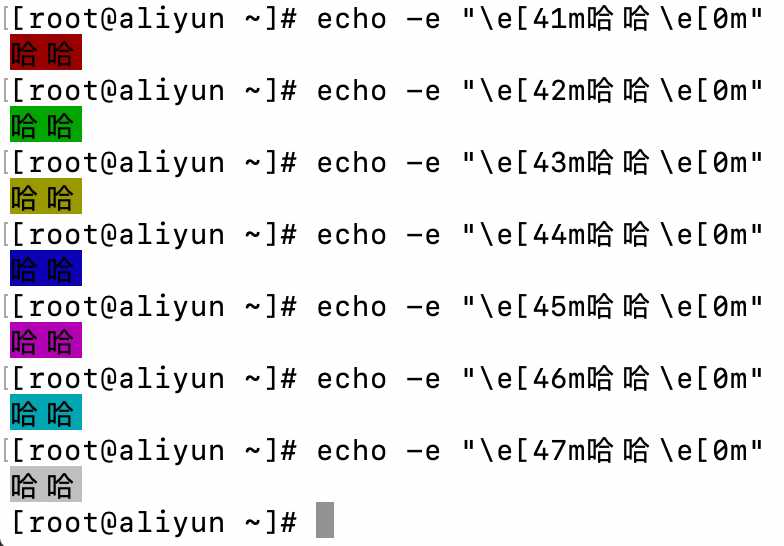 [root@aliyun ~]# echo -e "\e[41m哈哈\e[0m"
哈哈
[root@aliyun ~]# echo -e "\e[42m哈哈\e[0m"
哈哈
[root@aliyun ~]# echo -e "\e[43m哈哈\e[0m"
哈哈
[root@aliyun ~]# echo -e "\e[44m哈哈\e[0m"
哈哈
[root@aliyun ~]# echo -e "\e[45m哈哈\e[0m"
哈哈
[root@aliyun ~]# echo -e "\e[46m哈哈\e[0m"
哈哈
[root@aliyun ~]# echo -e "\e[47m哈哈\e[0m"
哈哈
[root@aliyun ~]#